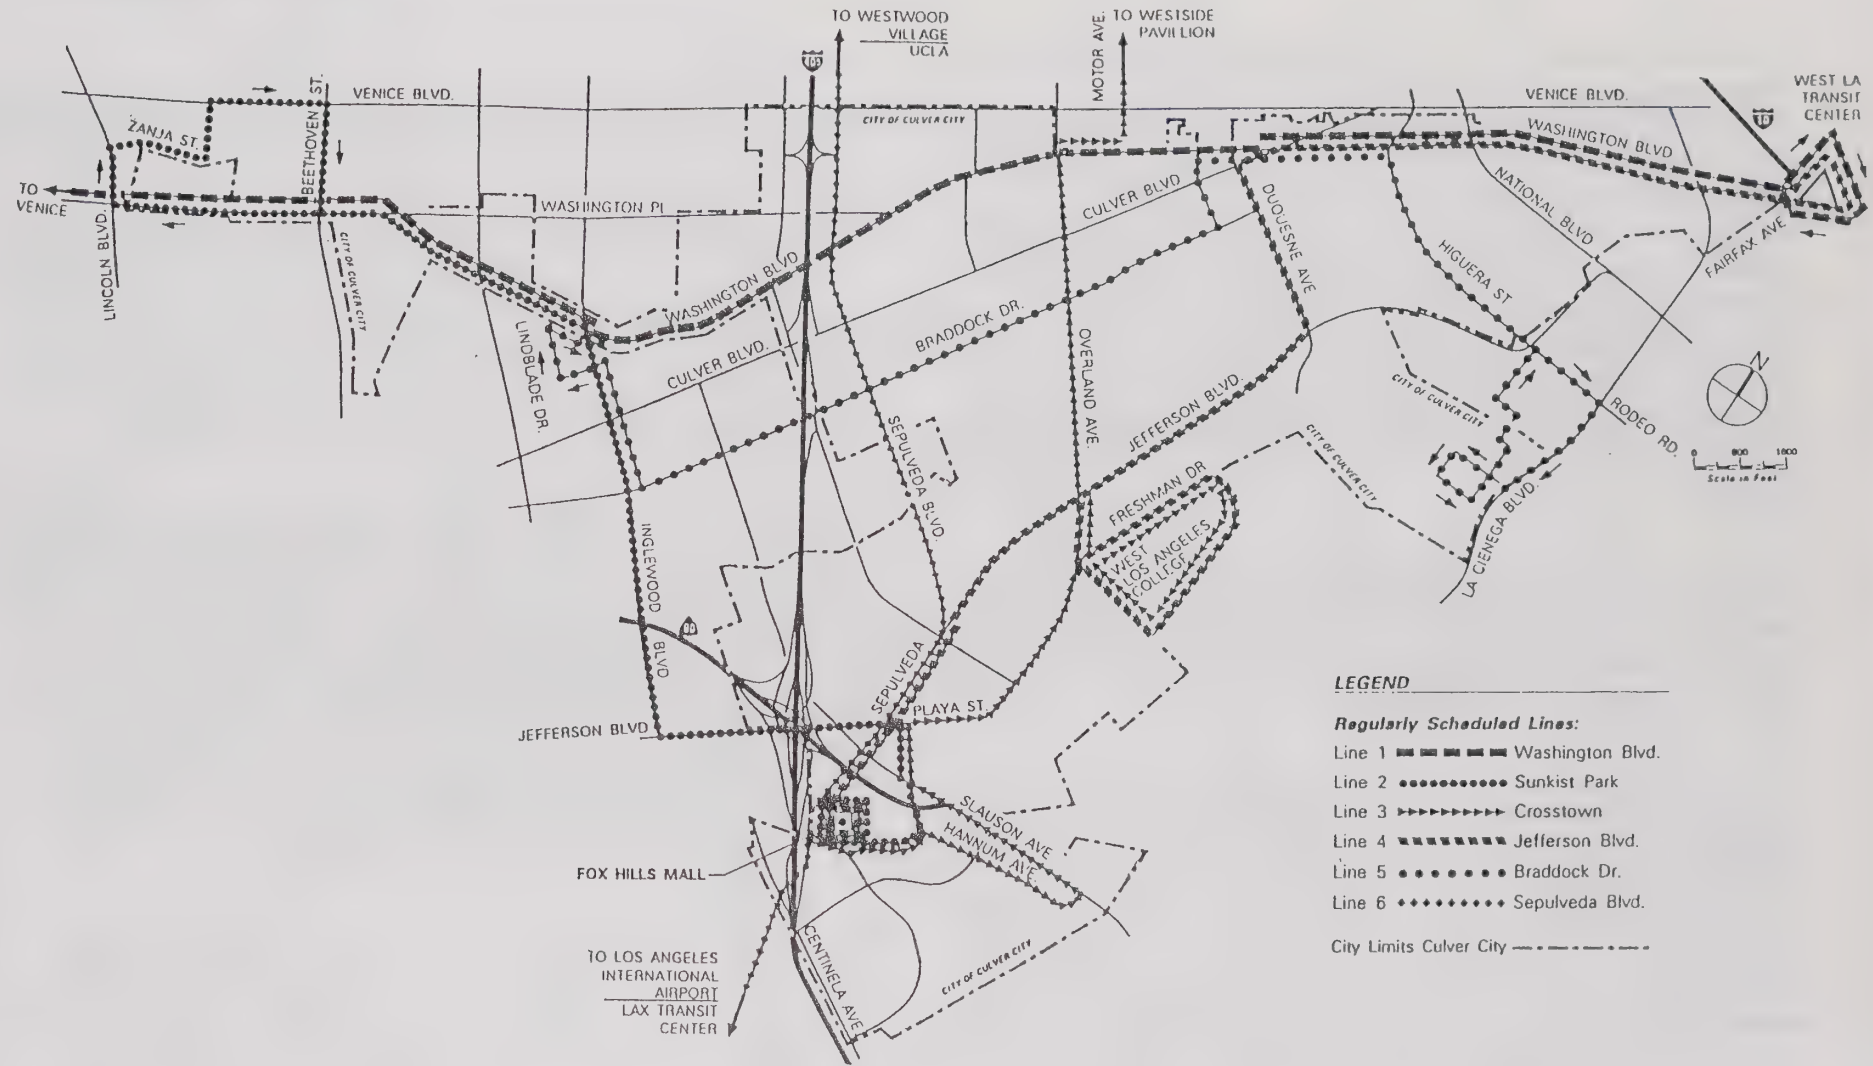 TO WESTWOOD
VILLAGE
UCLA
MOTOR AVE.
TO WESTSIDE
PAVILLION
405
WEST LA
TRANSIT
CENTER
10
VENICE BLVD.
VENICE BLVD.
BEETHOVEN ST.
ZANJA ST.
CITY OF CULVER CITY
WASHINGTON BLVD
TO
VENICE
LINCOLN BLVD.
WASHINGTON Pl
CULVER BLVD
DUQUESNE AVE
NATIONAL BLVD
HIGUERA ST
FAIRFAX AVE
CITY OF CULVER CITY
WASHINGTON BLVD
LINDBLADE DR.
CULVER BLVD.
BRADDOCK DR.
OVERLAND AVE.
JEFFERSON BLVD.
CITY OF CULVER CITY
RODEO RD.
N
0 800 1600
Scale in Feet
SEPULVEDA BLVD.
CITY OF CULVER CITY
FRESHMAN DR
WEST
LOS ANGELES
COLLEGE
LA CIENEGA BLVD.
INGLEWOOD BLVD
90
SEPULVEDA
PLAYA ST.
JEFFERSON BLVD
SLAUSON AVE
HANNUM AVE.
FOX HILLS MALL
TO LOS ANGELES
INTERNATIONAL
AIRPORT
LAX TRANSIT
CENTER
CENTINELA AVE
CITY OF CULVER CITY
LEGEND
Regularly Scheduled Lines:
Line 1 Washington Blvd.
Line 2 Sunkist Park
Line 3 Crosstown
Line 4 Jefferson Blvd.
Line 5 Braddock Dr.
Line 6 Sepulveda Blvd.
City Limits Culver City